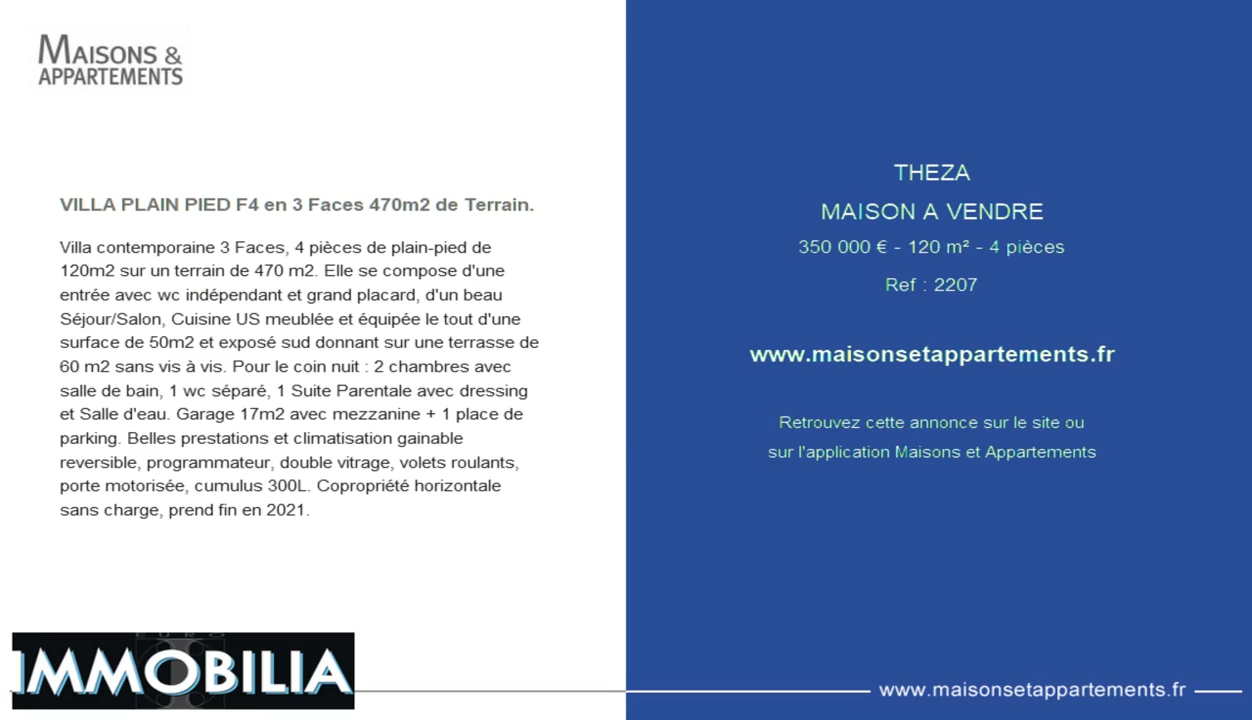 MAISONS &
APPARTEMENTS
VILLA PLAIN PIED F4 en 3 Faces 470m2 de Terrain.
Villa contemporaine 3 Faces, 4 pièces de plain-pied de
120m2 sur un terrain de 470 m2. Elle se compose d'une
entrée avec wc indépendant et grand placard, d'un beau
Séjour/Salon, Cuisine US meublée et équipée le tout d'une
surface de 50m2 et exposé sud donnant sur une terrasse de
60 m2 sans vis à vis. Pour le coin nuit : 2 chambres avec
salle de bain, 1 wc séparé, 1 Suite Parentale avec dressing
et Salle d'eau. Garage 17m2 avec mezzanine + 1 place de
parking. Belles prestations et climatisation gainable
reversible, programmateur, double vitrage, volets roulants,
porte motorisée, cumulus 300L. Copropriété horizontale
sans charge, prend fin en 2021.
EURO
IMMOBILIA
THEZA
MAISON A VENDRE
350 000 € - 120 m² - 4 pièces
Ref : 2207
www.maisonsetappartements.fr
Retrouvez cette annonce sur le site ou
sur l'application Maisons et Appartements
www.maisonsetappartements.fr